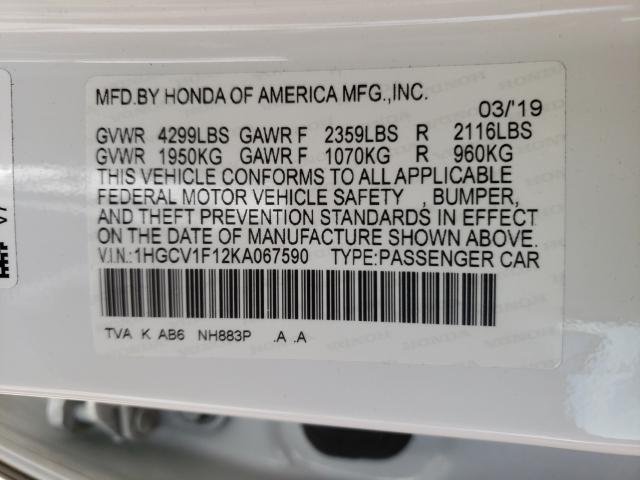 MFD.BY HONDA OF AMERICA MFG.,INC.
03/'19
GVWR 4299LBS GAWR F 2359LBS R 2116LBS
GVWR 1950KG GAWR F 1070KG R 960KG
THIS VEHICLE CONFORMS TO ALL APPLICABLE
FEDERAL MOTOR VEHICLE SAFETY , BUMPER,
AND THEFT PREVENTION STANDARDS IN EFFECT
ON THE DATE OF MANUFACTURE SHOWN ABOVE.
V.I.N.:1HGCV1F12KA067590 TYPE:PASSENGER CAR
TVA K AB6 NH883P .A .A